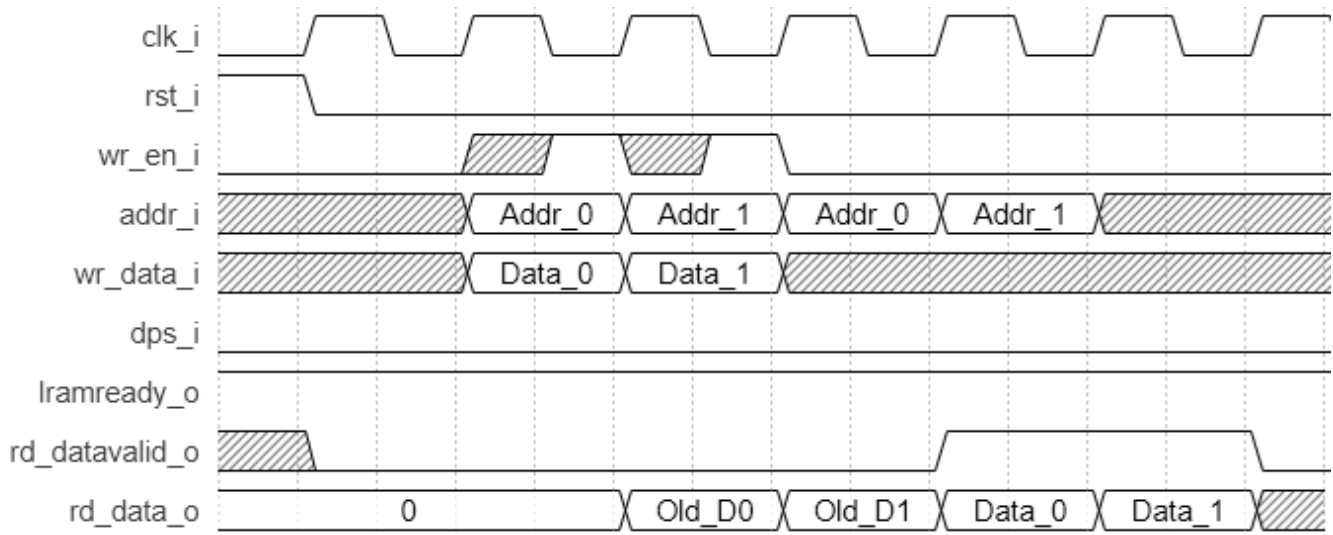 clk_i
rst_i
wr_en_i
addr_i Addr_0 Addr_1 Addr_0 Addr_1
wr_data_i Data_0 Data_1
dps_i
lramready_o
rd_datavalid_o
rd_data_o 0 Old_D0 Old_D1 Data_0 Data_1